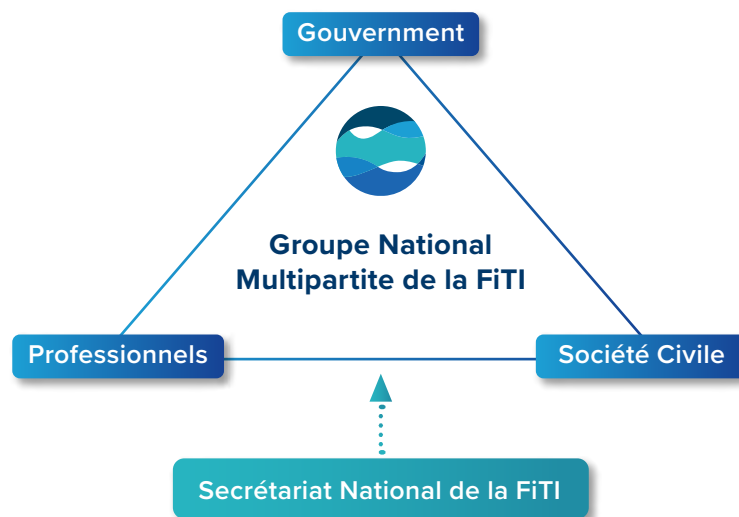 Gouvernment
Groupe National
Multipartite de la FiTI
Professionnels
Société Civile
Secrétariat National de la FiTI